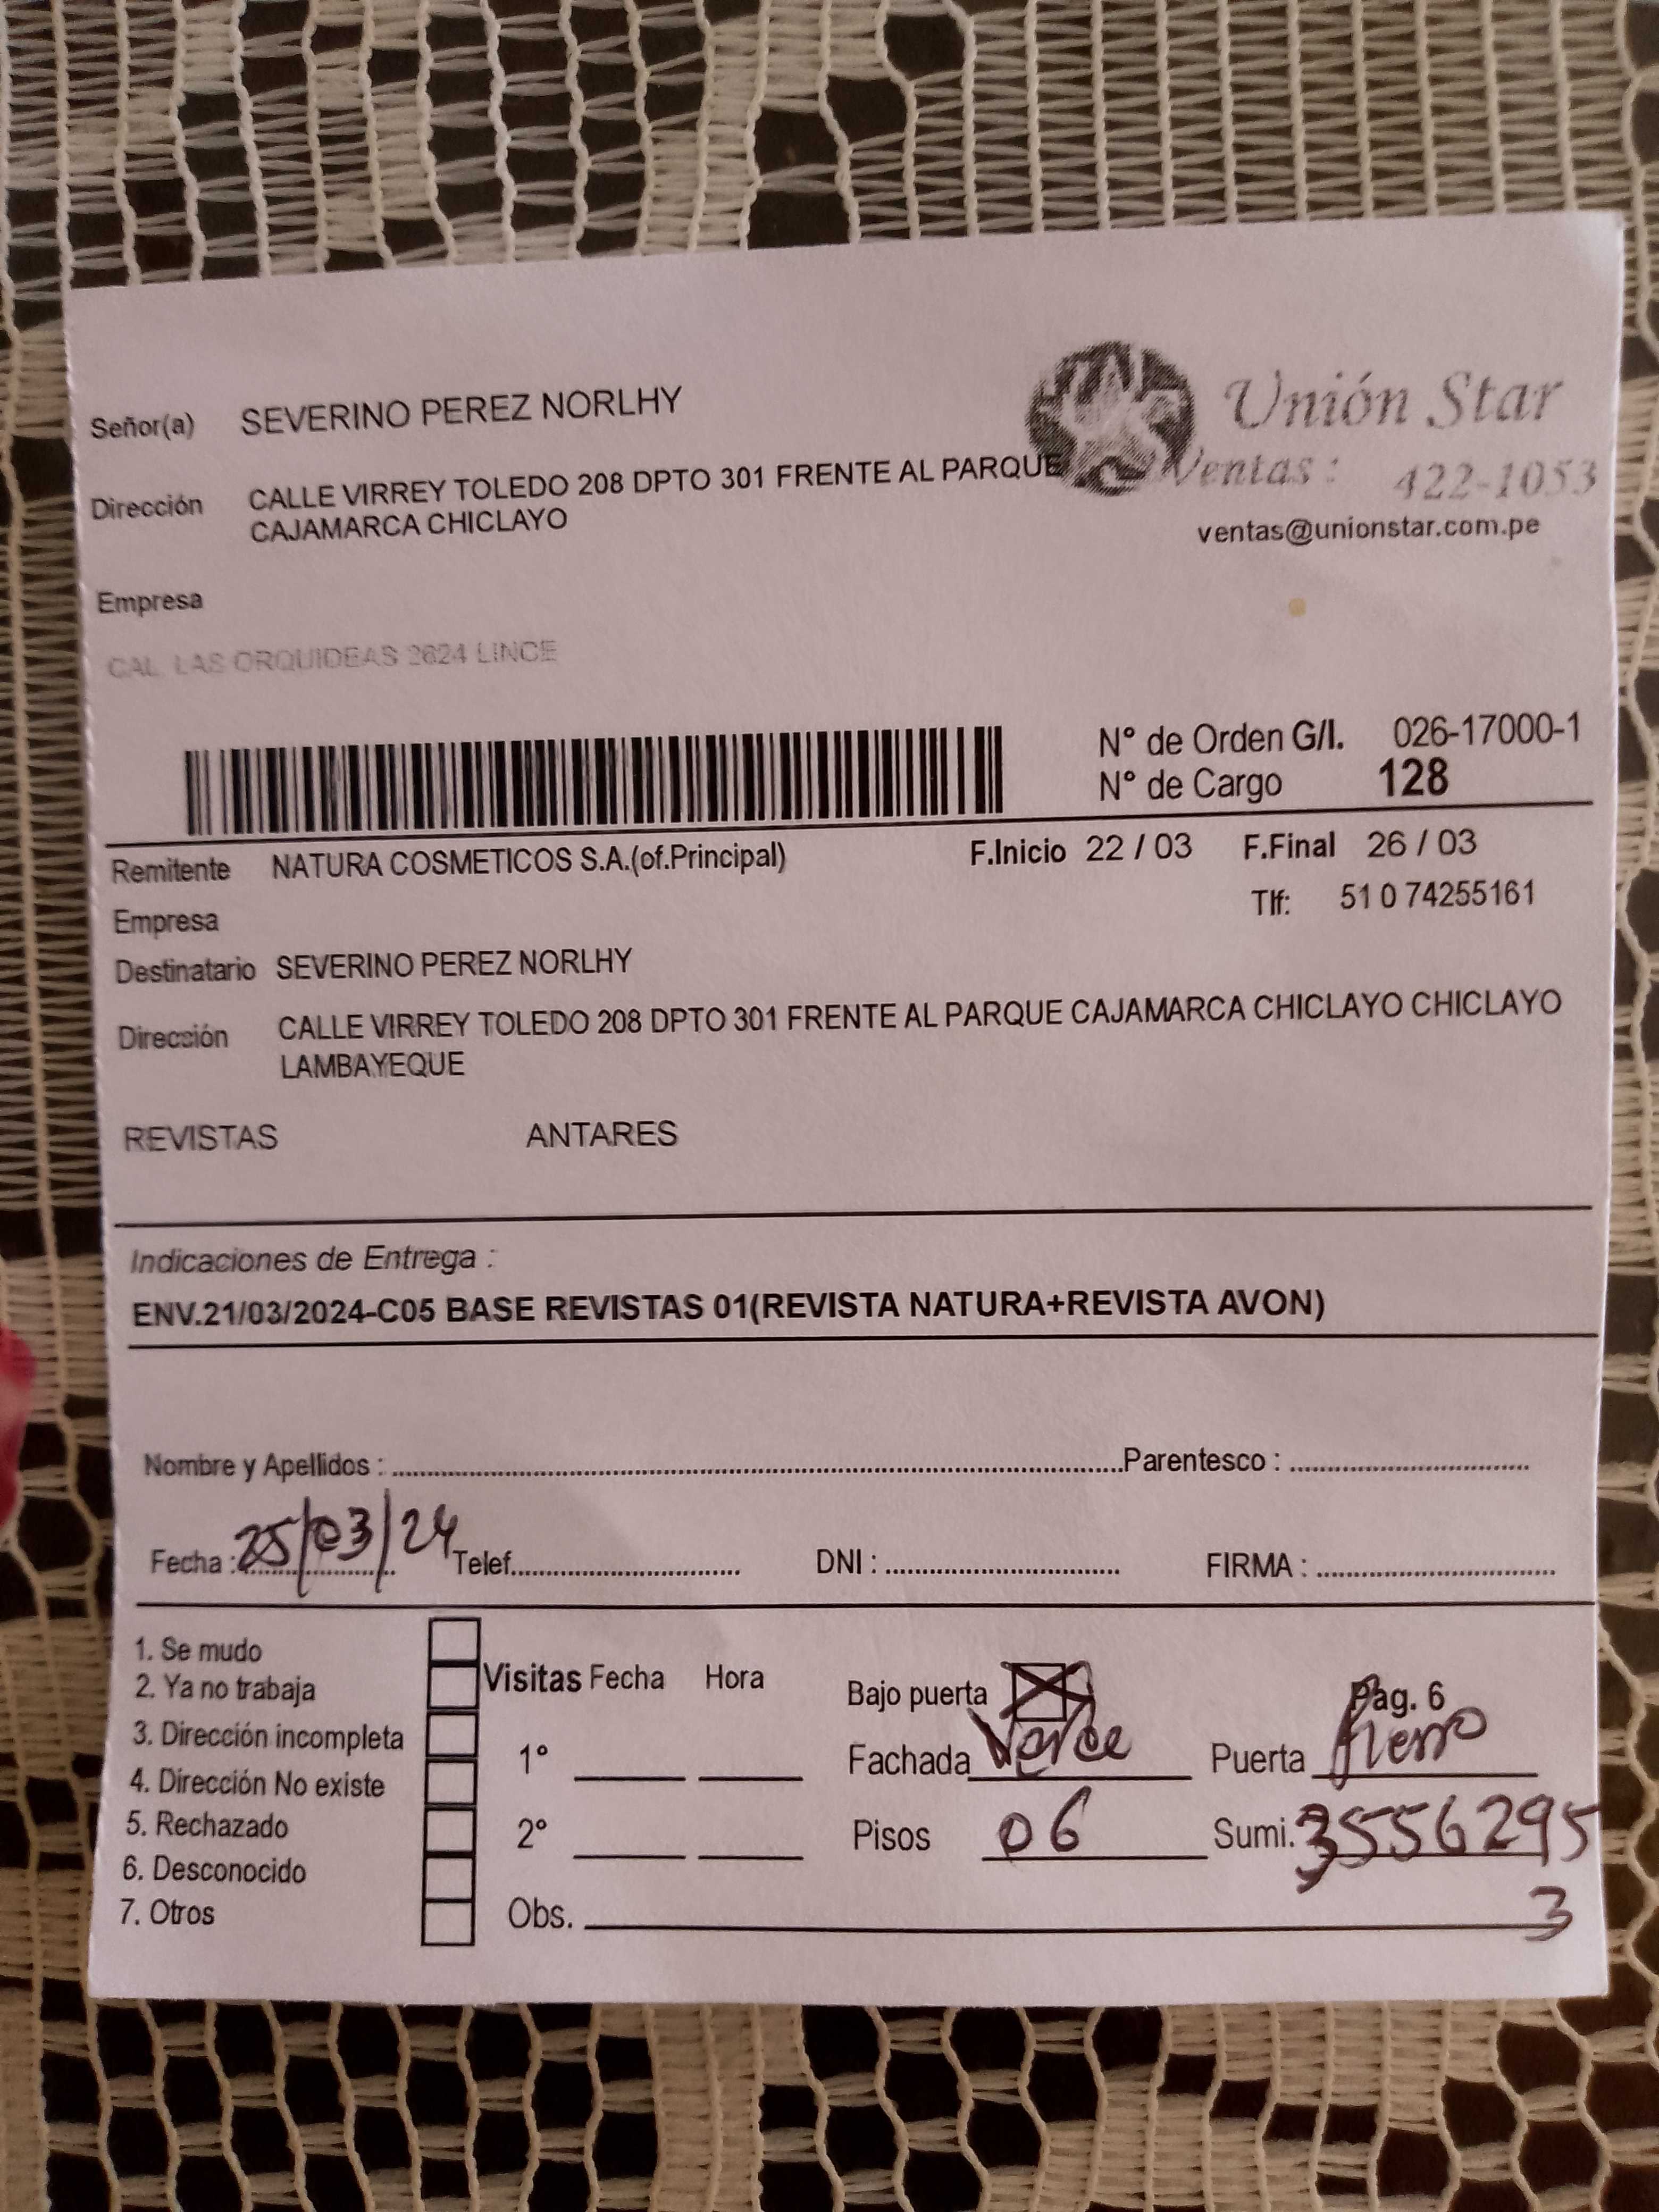 Unión Star
Señor(a) SEVERINO PEREZ NORLHY
Ventas : 422-1053
Dirección CALLE VIRREY TOLEDO 208 DPTO 301 FRENTE AL PARQUE
CAJAMARCA CHICLAYO
ventas@unionstar.com.pe
Empresa
CAL. LAS ORQUIDEAS 2624 LINCE
N° de Orden G/I. 026-17000-1
N° de Cargo 128
Remitente NATURA COSMETICOS S.A.(of.Principal) F.Inicio 22 / 03 F.Final 26 / 03
Tlf: 51 0 74255161
Empresa
Destinatario SEVERINO PEREZ NORLHY
Dirección CALLE VIRREY TOLEDO 208 DPTO 301 FRENTE AL PARQUE CAJAMARCA CHICLAYO CHICLAYO
LAMBAYEQUE
REVISTAS ANTARES
Indicaciones de Entrega :
ENV.21/03/2024-C05 BASE REVISTAS 01(REVISTA NATURA+REVISTA AVON)
Nombre y Apellidos : Parentesco :
Fecha : 25/03/24 Telef. DNI : FIRMA :
1. Se mudo
2. Ya no trabaja
3. Dirección incompleta
4. Dirección No existe
5. Rechazado
6. Desconocido
7. Otros
Visitas Fecha Hora
1°
2°
Bajo puerta Pag. 6
Fachada Verde Puerta fierro
Pisos 06 Sumi. 3556295
3
Obs.